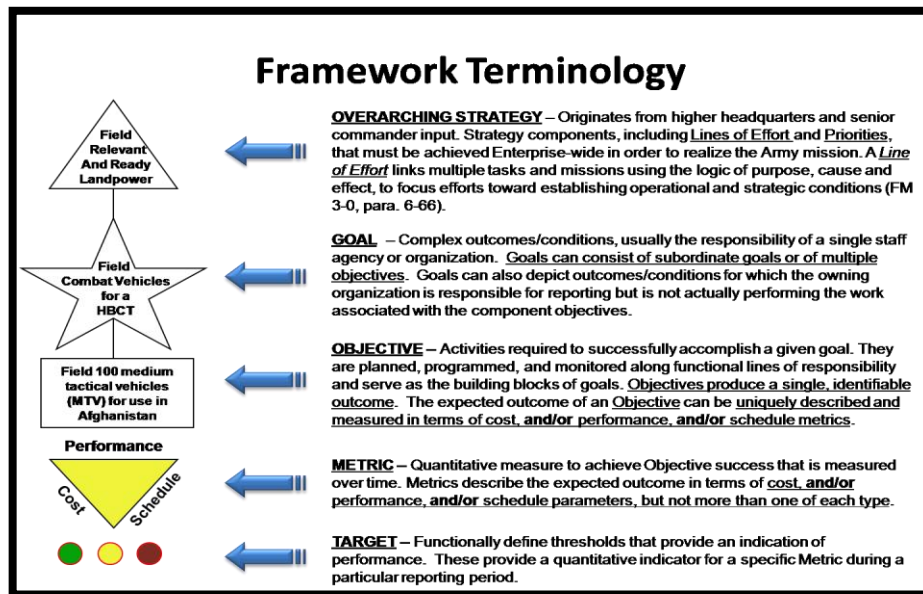 Framework Terminology
Field
Relevant
And Ready
Landpower
OVERARCHING STRATEGY – Originates from higher headquarters and senior
commander input. Strategy components, including Lines of Effort and Priorities,
that must be achieved Enterprise-wide in order to realize the Army mission. A Line
of Effort links multiple tasks and missions using the logic of purpose, cause and
effect, to focus efforts toward establishing operational and strategic conditions (FM
3-0, para. 6-66).
Field
Combat Vehicles
for a
HBCT
GOAL – Complex outcomes/conditions, usually the responsibility of a single staff
agency or organization. Goals can consist of subordinate goals or of multiple
objectives. Goals can also depict outcomes/conditions for which the owning
organization is responsible for reporting but is not actually performing the work
associated with the component objectives.
Field 100 medium
tactical vehicles
(MTV) for use in
Afghanistan
OBJECTIVE – Activities required to successfully accomplish a given goal. They
are planned, programmed, and monitored along functional lines of responsibility
and serve as the building blocks of goals. Objectives produce a single, identifiable
outcome. The expected outcome of an Objective can be uniquely described and
measured in terms of cost, and/or performance, and/or schedule metrics.
Performance
Cost
Schedule
METRIC – Quantitative measure to achieve Objective success that is measured
over time. Metrics describe the expected outcome in terms of cost, and/or
performance, and/or schedule parameters, but not more than one of each type.
TARGET – Functionally define thresholds that provide an indication of
performance. These provide a quantitative indicator for a specific Metric during a
particular reporting period.